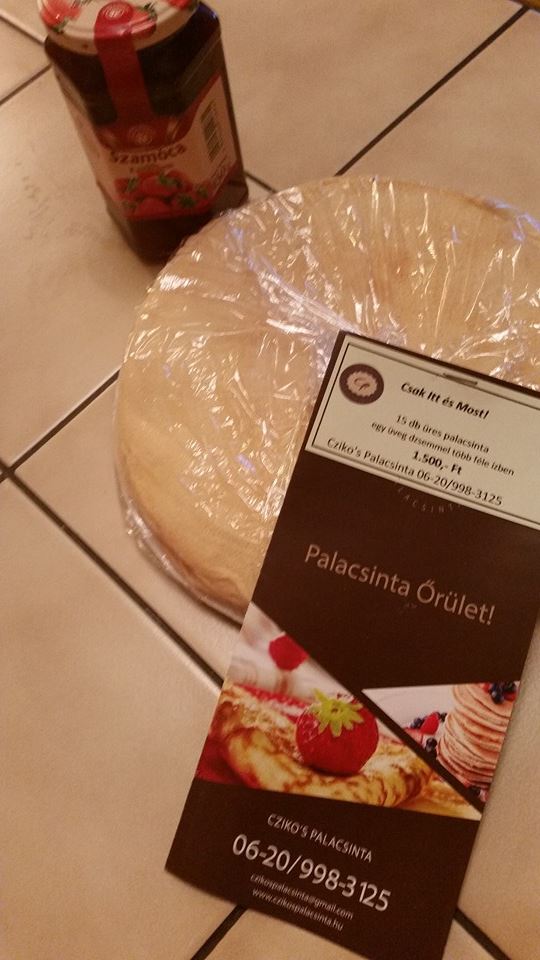 Szamóca
CP
Csak Itt és Most!
15 db üres palacsinta
egy üveg dzsemmel több féle ízben
1.500,- Ft
Cziko's Palacsinta 06-20/998-3125
Palacsinta Őrület!
CZIKO'S PALACSINTA
06-20/998-3125
czikospalacsinta@gmail.com
www.czikospalacsinta.hu